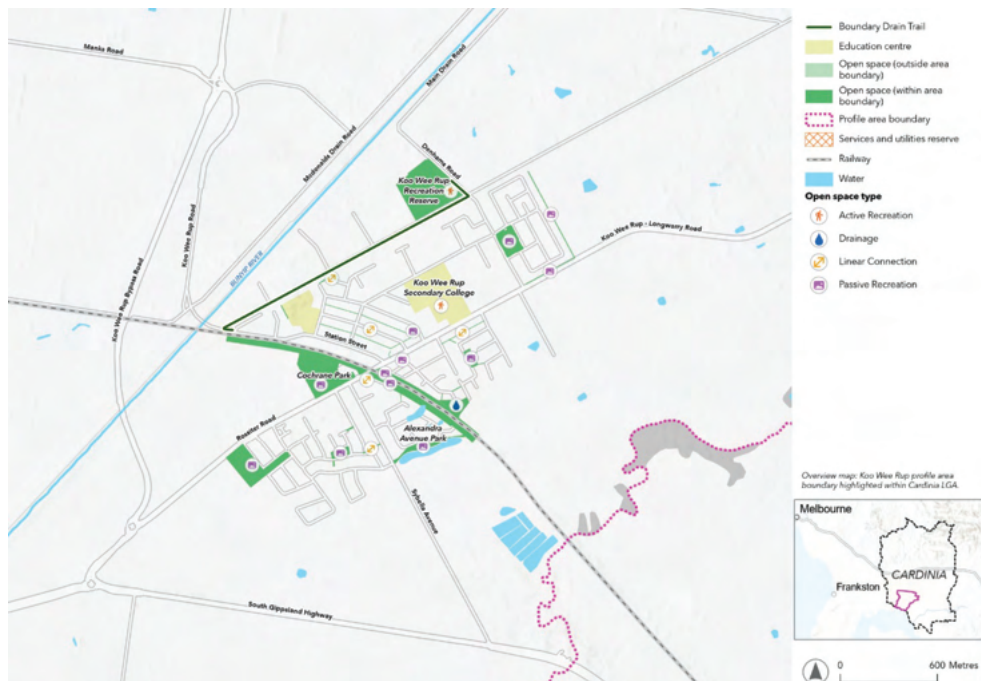 Manks Road
McDonalds Drain Road
Main Drain Road
Denhams Road
Koo Wee Rup
Recreation
Reserve
Koo Wee Rup Road
BUNYIP RIVER
Koo Wee Rup - Longwarry Road
Koo Wee Rup Bypass Road
Koo Wee Rup
Secondary College
Station Street
Cochrane Park
Rossiter Road
Alexandra
Avenue Park
Sybella Avenue
South Gippsland Highway
Boundary Drain Trail
Education centre
Open space (outside area
boundary)
Open space (within area
boundary)
Profile area boundary
Services and utilities reserve
Railway
Water
Open space type
Active Recreation
Drainage
Linear Connection
Passive Recreation
Overview map: Koo Wee Rup profile area
boundary highlighted within Cardinia LGA.
Melbourne
CARDINIA
Frankston
0 600 Metres